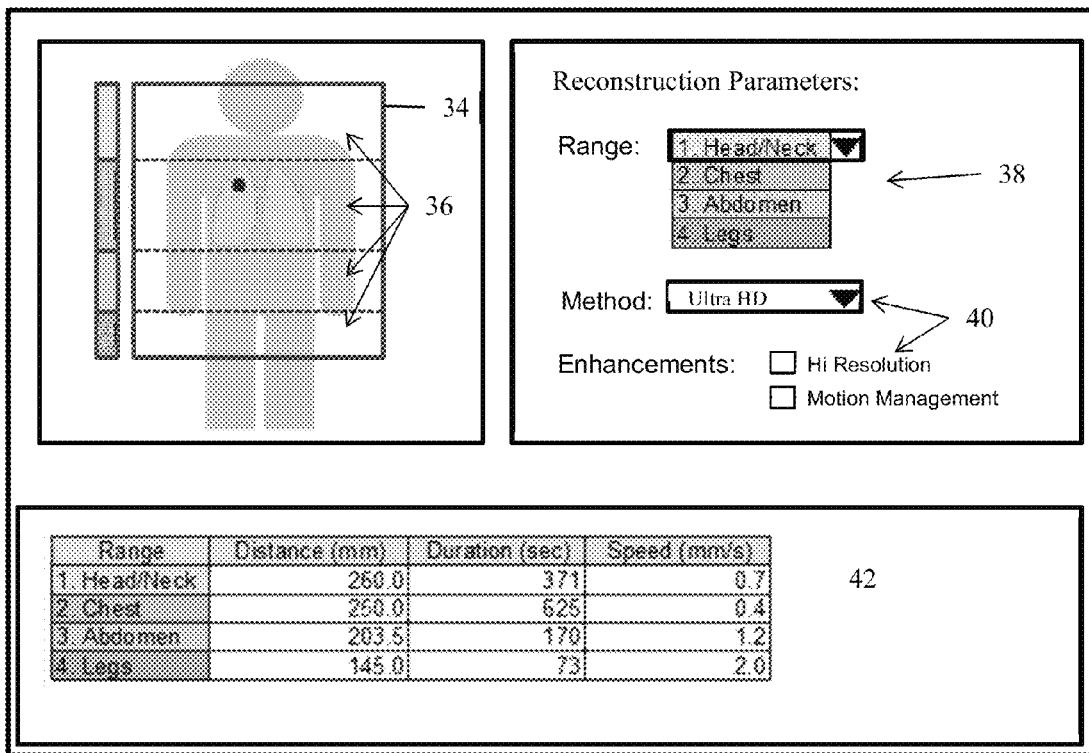 34
36
Reconstruction Parameters:
Range: 1. Head/Neck
2. Chest
3. Abdomen
4. Legs
38
Method: Ultra HD
40
Enhancements: Hi Resolution
Motion Management
Range Distance (mm) Duration (sec) Speed (mm/s)
1. Head/Neck 260.0 371 0.7
2. Chest 250.0 625 0.4
3. Abdomen 203.5 170 1.2
4. Legs 145.0 73 2.0
42